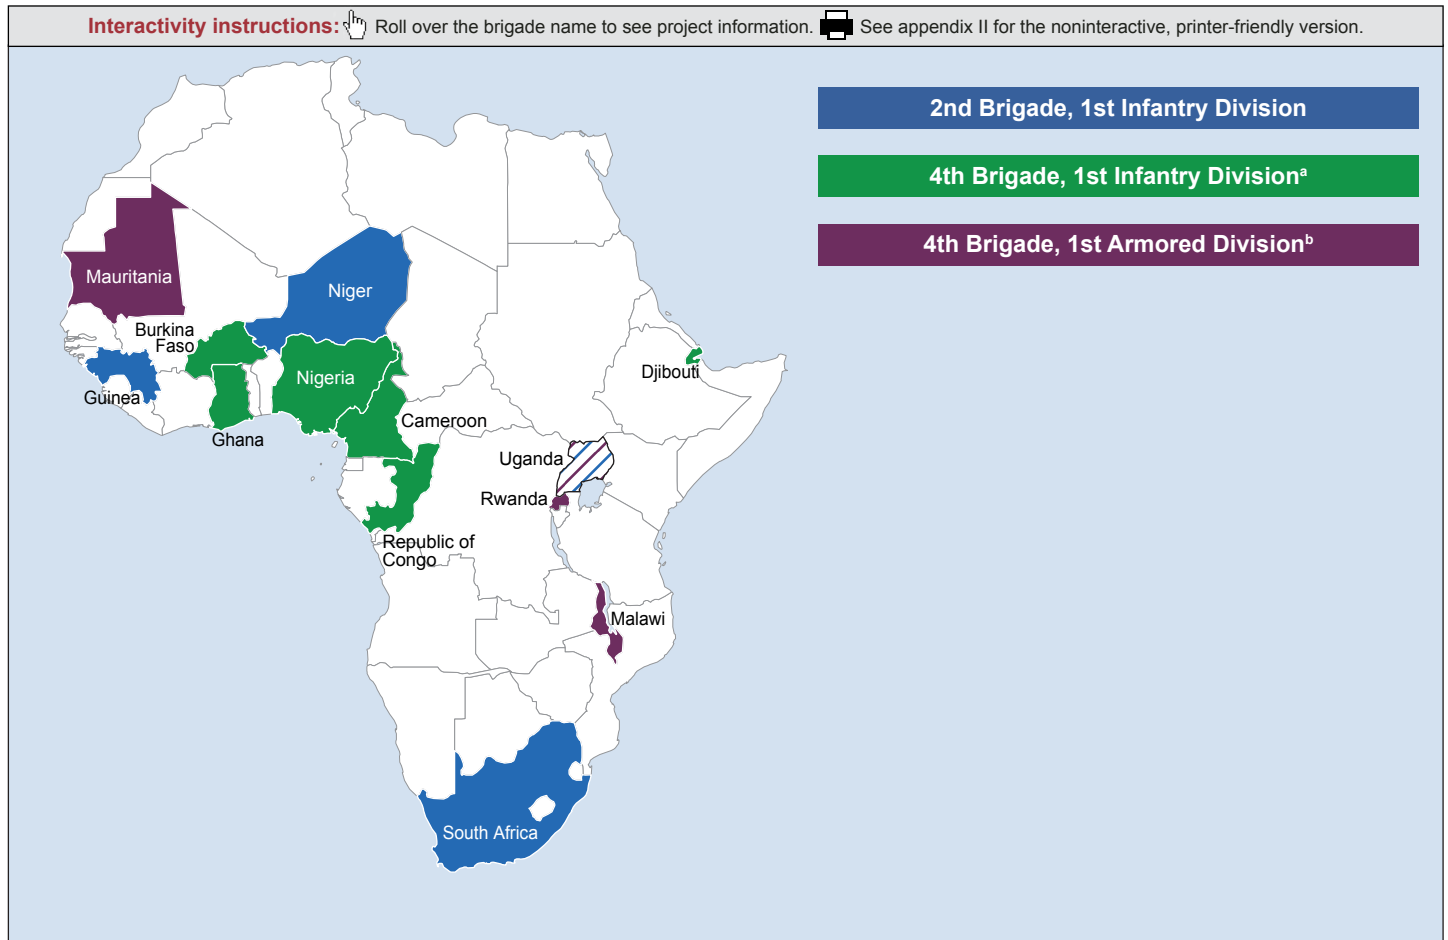 Interactivity instructions: Roll over the brigade name to see project information. See appendix II for the noninteractive, printer-friendly version.
2nd Brigade, 1st Infantry Division
4th Brigade, 1st Infantry Divisionᵃ
4th Brigade, 1st Armored Divisionᵇ
Mauritania
Niger
Burkina
Faso
Nigeria
Djibouti
Guinea
Cameroon
Ghana
Uganda
Rwanda
Republic of
Congo
Malawi
South Africa